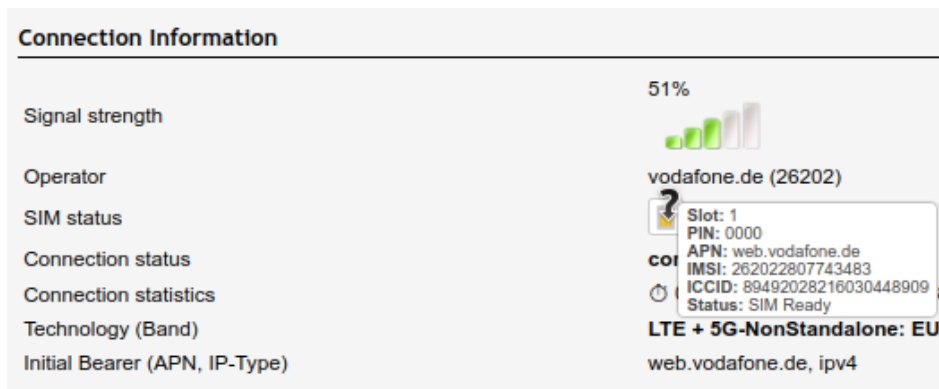 Connection Information
51%
Signal strength
Operator vodafone.de (26202)
SIM status
Slot: 1
PIN: 0000
APN: web.vodafone.de
IMSI: 262022807743483
ICCID: 89492028216030448909
Status: SIM Ready
Connection status
Connection statistics
Technology (Band) LTE + 5G-NonStandalone: EU
Initial Bearer (APN, IP-Type) web.vodafone.de, ipv4